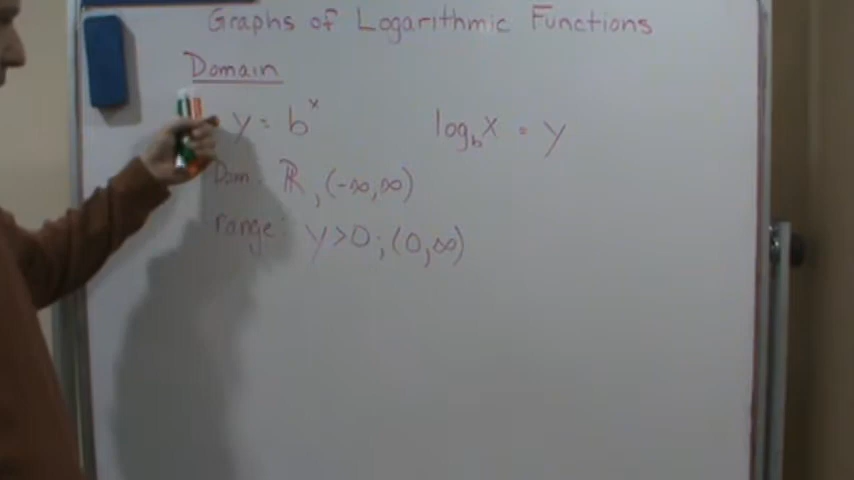 Graphs of Logarithmic Functions
Domain
y = b^x log_b x = y
Dom: ℝ, (-∞,∞)
range: y>0; (0,∞)